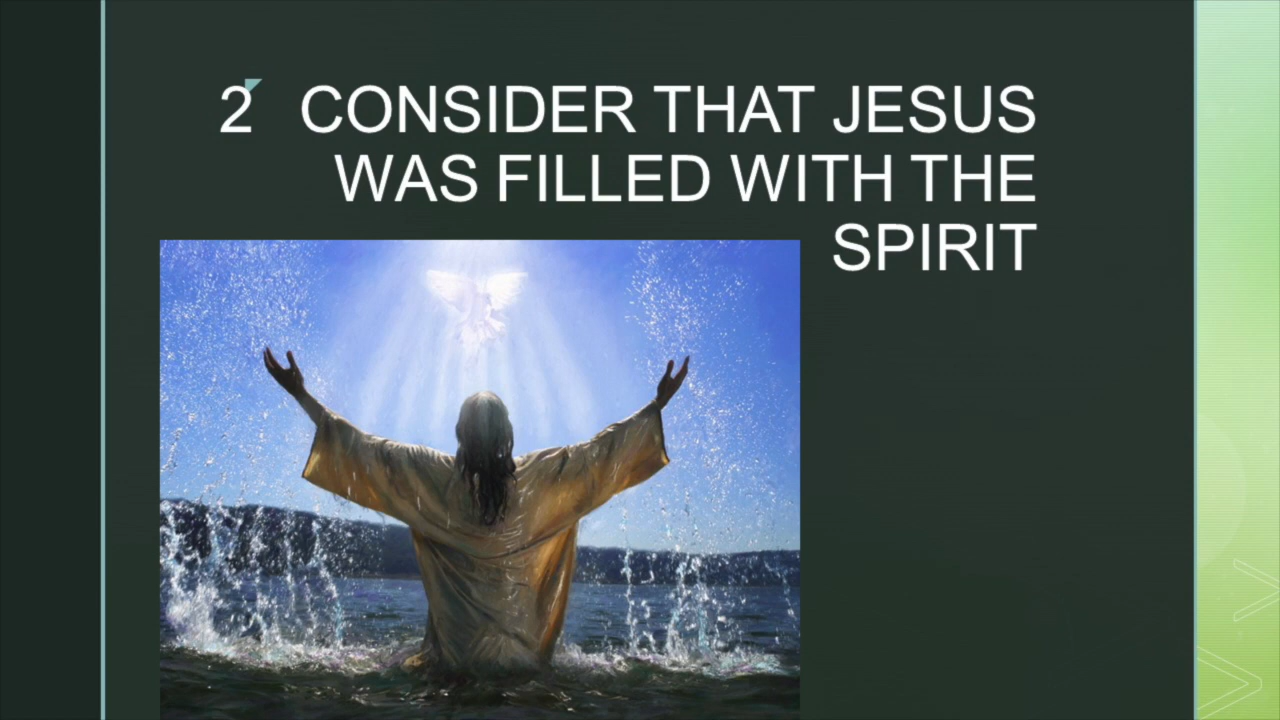 2 CONSIDER THAT JESUS
WAS FILLED WITH THE
SPIRIT